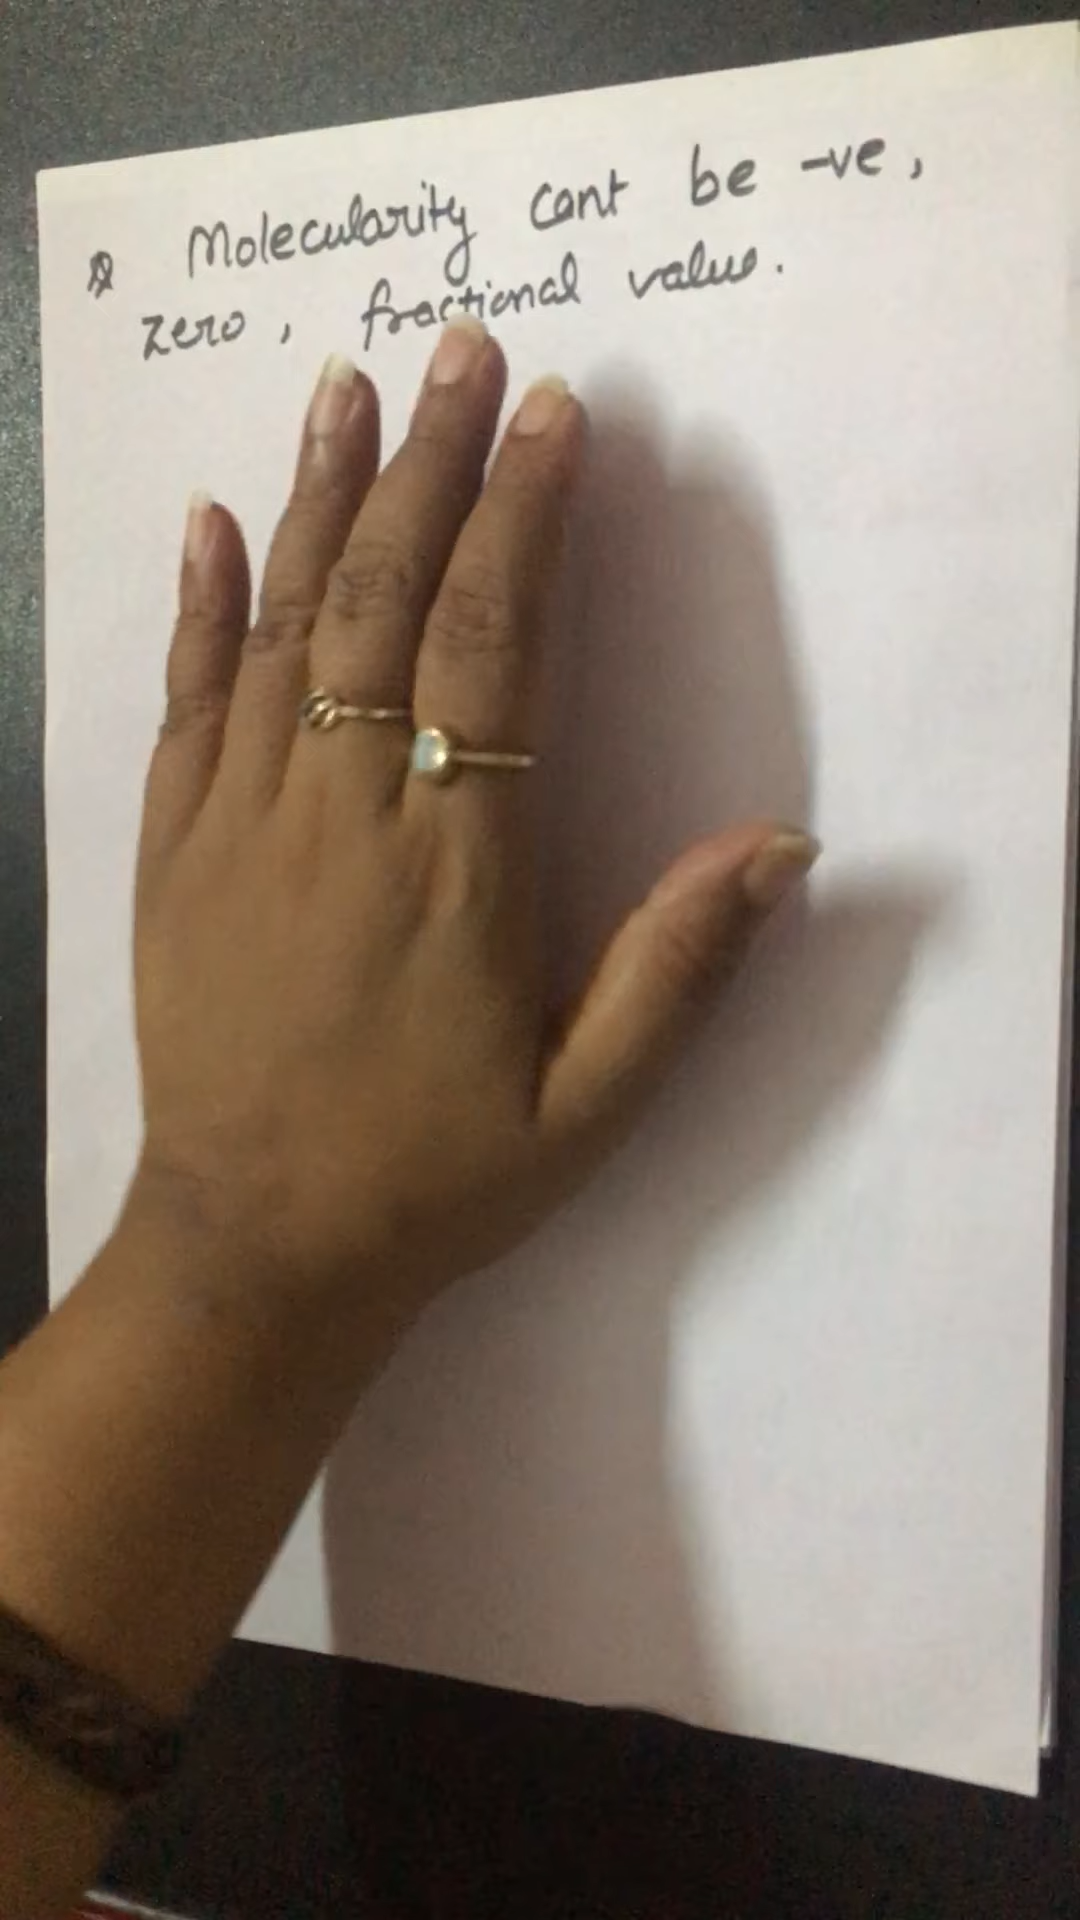 Molecularity cant be -ve,
zero, fractional value.